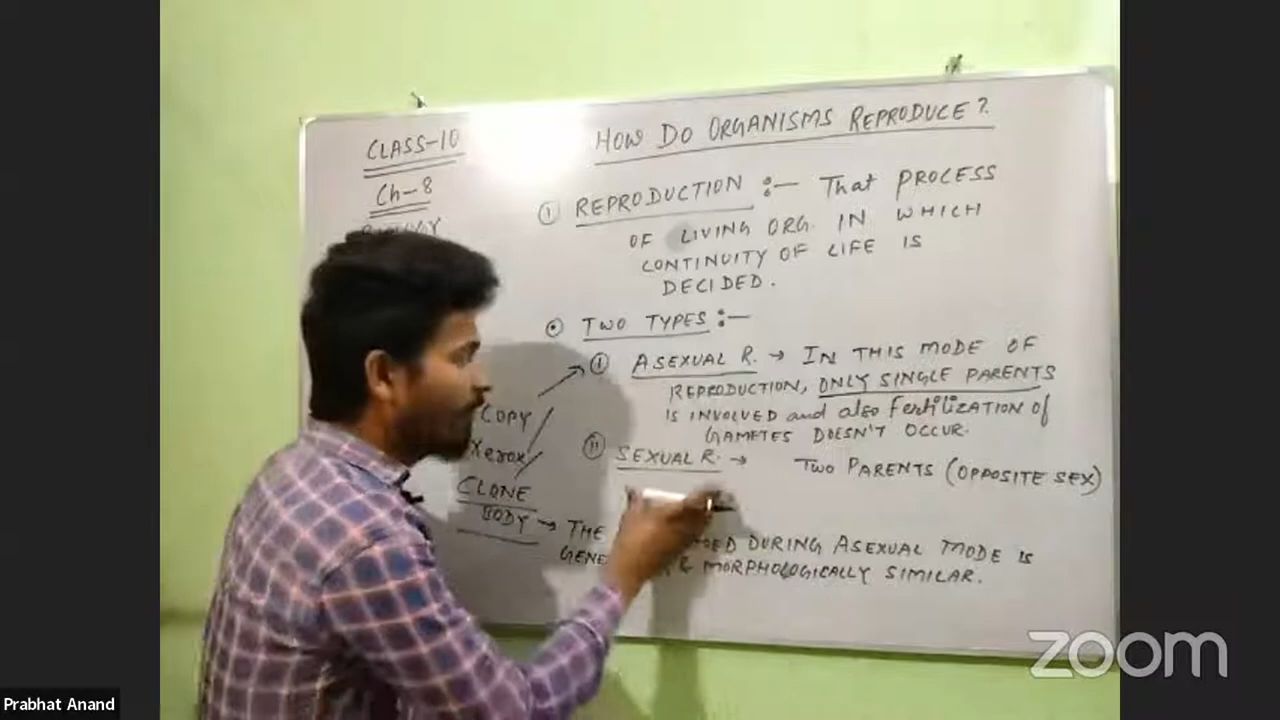 CLASS-10
Ch-8
BIOLOGY
HOW DO ORGANISMS REPRODUCE?
① REPRODUCTION :— That PROCESS
OF LIVING ORG. IN WHICH
CONTINUITY OF LIFE IS
DECIDED.
TWO TYPES :—
① ASEXUAL R. → IN THIS MODE OF
REPRODUCTION, ONLY SINGLE PARENTS
IS INVOLVED and also Fertilization of
GAMETES DOESN'T OCCUR.
COPY
Xerox
CLONE
⑪ SEXUAL R. → TWO PARENTS (OPPOSITE SEX)
BODY → THE DURING ASEXUAL MODE IS
& MORPHOLOGICALLY SIMILAR.
zoom
Prabhat Anand